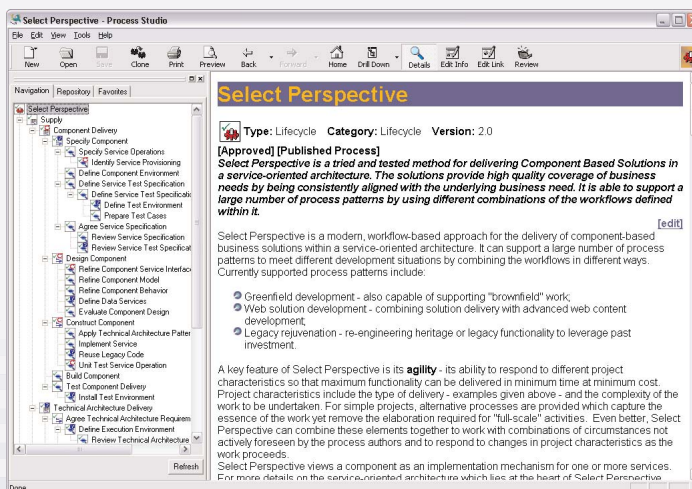 Select Perspective - Process Studio
File Edit View Tools Help
New Open Save Clone Print Preview Back Forward Home Drill Down Details Edit Info Edit Link Review
Navigation Repository Favorites
Select Perspective
Supply
Component Delivery
Specify Component
Specify Service Operations
Identify Service Provisioning
Define Component Environment
Define Service Test Specification
Define Service Test Specificatio
Define Test Environment
Prepare Test Cases
Agree Service Specification
Review Service Specification
Review Service Test Specificat
Design Component
Refine Component Service Interfac
Refine Component Model
Refine Component Behavior
Define Data Services
Evaluate Component Design
Construct Component
Apply Technical Architecture Patter
Implement Service
Reuse Legacy Code
Unit Test Service Operation
Build Component
Test Component Delivery
Install Test Environment
Technical Architecture Delivery
Agree Technical Architecture Requirem
Define Execution Environment
Review Technical Architecture
Refresh
Select Perspective
Type: Lifecycle Category: Lifecycle Version: 2.0
[Approved] [Published Process]
Select Perspective is a tried and tested method for delivering Component Based Solutions in
a service-oriented architecture. The solutions provide high quality coverage of business
needs by being consistently aligned with the underlying business need. It is able to support a
large number of process patterns by using different combinations of the workflows defined
within it.
[edit]
Select Perspective is a modern, workflow-based approach for the delivery of component-based
business solutions within a service-oriented architecture. It can support a large number of process
patterns to meet different development situations by combining the workflows in different ways.
Currently supported process patterns include:
Greenfield development - also capable of supporting "brownfield" work;
Web solution development - combining solution delivery with advanced web content
development;
Legacy rejuvenation - re-engineering heritage or legacy functionality to leverage past
investment.
A key feature of Select Perspective is its agility - its ability to respond to different project
characteristics so that maximum functionality can be delivered in minimum time at minimum cost.
Project characteristics include the type of delivery - examples given above - and the complexity of the
work to be undertaken. For simple projects, alternative processes are provided which capture the
essence of the work yet remove the elaboration required for "full-scale" activities. Even better, Select
Perspective can combine these elements together to work with combinations of circumstances not
actively foreseen by the process authors and to respond to changes in project characteristics as the
work proceeds.
Select Perspective views a component as an implementation mechanism for one or more services.
For more details on the service-oriented architecture which lies at the heart of Select Perspective
Done